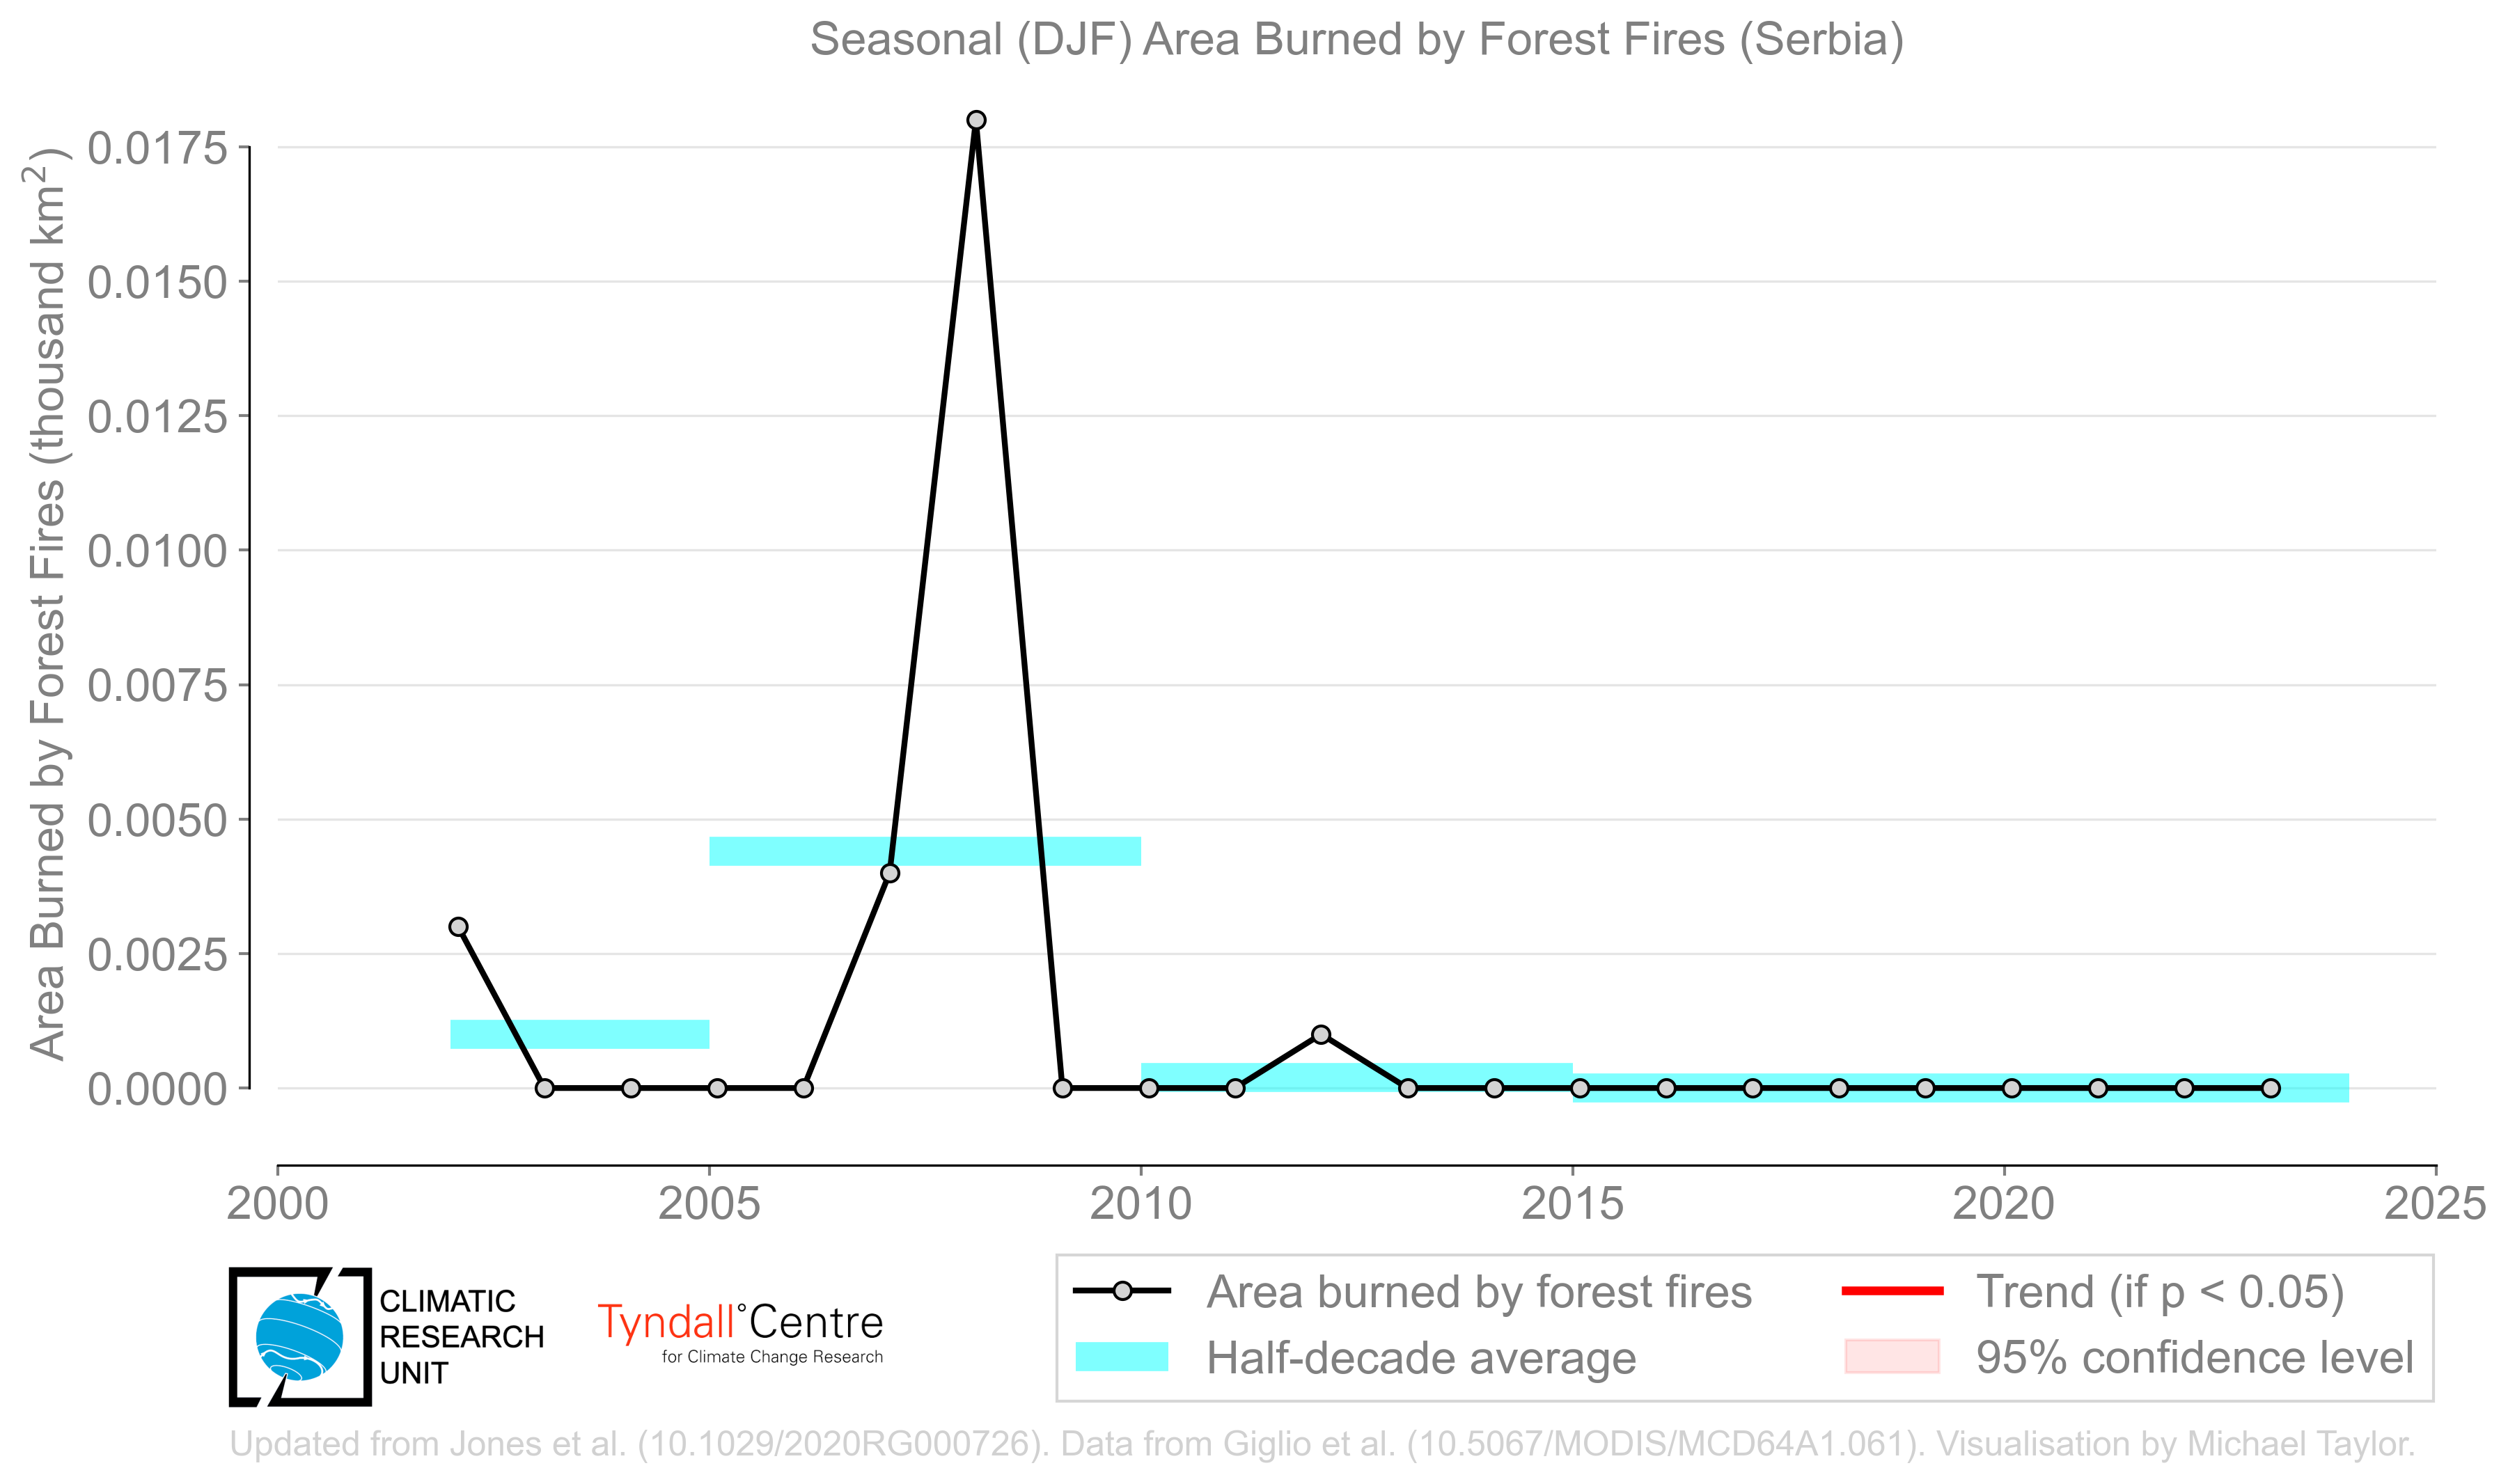 Seasonal (DJF) Area Burned by Forest Fires (Serbia)
Area Burned by Forest Fires (thousand km²)
0.0175
0.0150
0.0125
0.0100
0.0075
0.0050
0.0025
0.0000
2000 2005 2010 2015 2020 2025
CLIMATIC
RESEARCH
UNIT
Tyndall°Centre
for Climate Change Research
Area burned by forest fires
Half-decade average
Trend (if p < 0.05)
95% confidence level
Updated from Jones et al. (10.1029/2020RG000726). Data from Giglio et al. (10.5067/MODIS/MCD64A1.061). Visualisation by Michael Taylor.